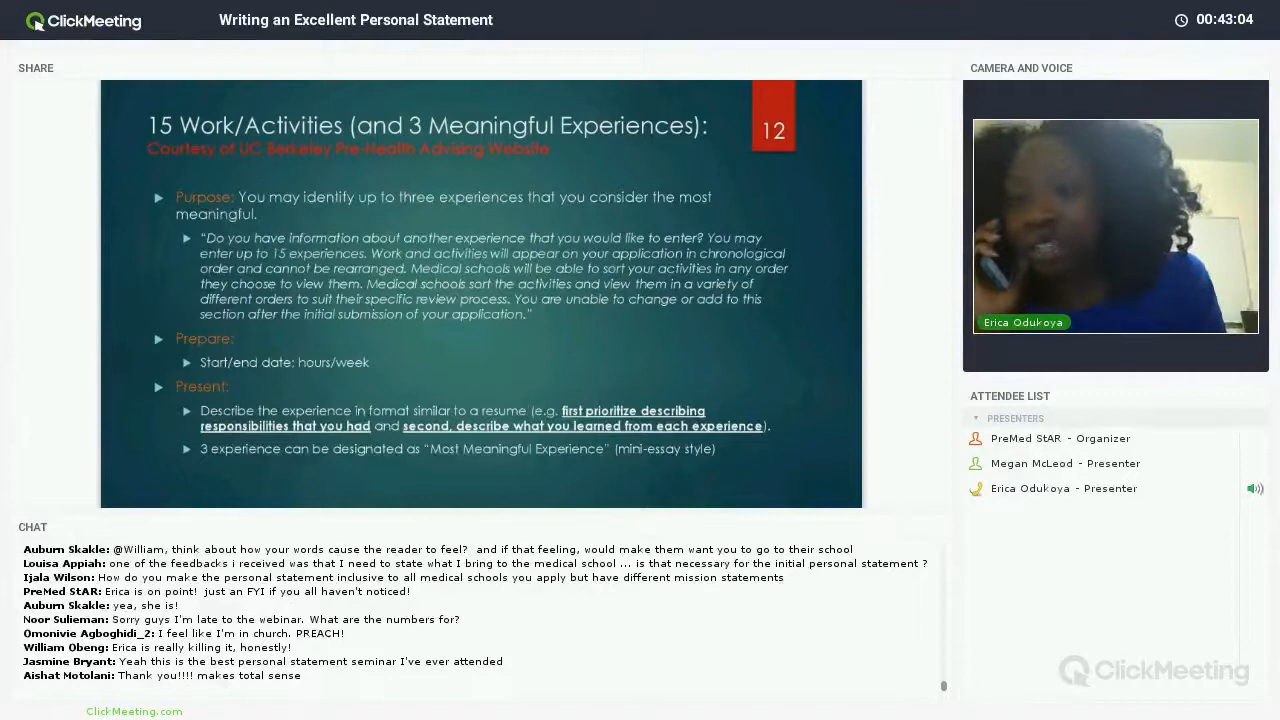 ClickMeeting
Writing an Excellent Personal Statement
00:43:04
SHARE
15 Work/Activities (and 3 Meaningful Experiences):
Courtesy of UC Berkeley Pre-Health Advising Website
12
Purpose: You may identify up to three experiences that you consider the most
meaningful.
“Do you have information about another experience that you would like to enter? You may
enter up to 15 experiences. Work and activities will appear on your application in chronological
order and cannot be rearranged. Medical schools will be able to sort your activities in any order
they choose to view them. Medical schools sort the activities and view them in a variety of
different orders to suit their specific review process. You are unable to change or add to this
section after the initial submission of your application.”
Prepare:
Start/end date; hours/week
Present:
Describe the experience in format similar to a resume (e.g. first prioritize describing
responsibilities that you had and second, describe what you learned from each experience).
3 experience can be designated as “Most Meaningful Experience” (mini-essay style)
CAMERA AND VOICE
Erica Odukoya
ATTENDEE LIST
PRESENTERS
PreMed StAR - Organizer
Megan McLeod - Presenter
Erica Odukoya - Presenter
CHAT
Auburn Skakle: @William, think about how your words cause the reader to feel? and if that feeling, would make them want you to go to their school
Louisa Appiah: one of the feedbacks i received was that I need to state what I bring to the medical school ... is that necessary for the initial personal statement ?
Ijala Wilson: How do you make the personal statement inclusive to all medical schools you apply but have different mission statements
PreMed StAR: Erica is on point! just an FYI if you all haven't noticed!
Auburn Skakle: yea, she is!
Noor Sulieman: Sorry guys I'm late to the webinar. What are the numbers for?
Omonivie Agboghidi_2: I feel like I'm in church. PREACH!
William Obeng: Erica is really killing it, honestly!
Jasmine Bryant: Yeah this is the best personal statement seminar I've ever attended
Aishat Motolani: Thank you!!!! makes total sense
ClickMeeting
ClickMeeting.com